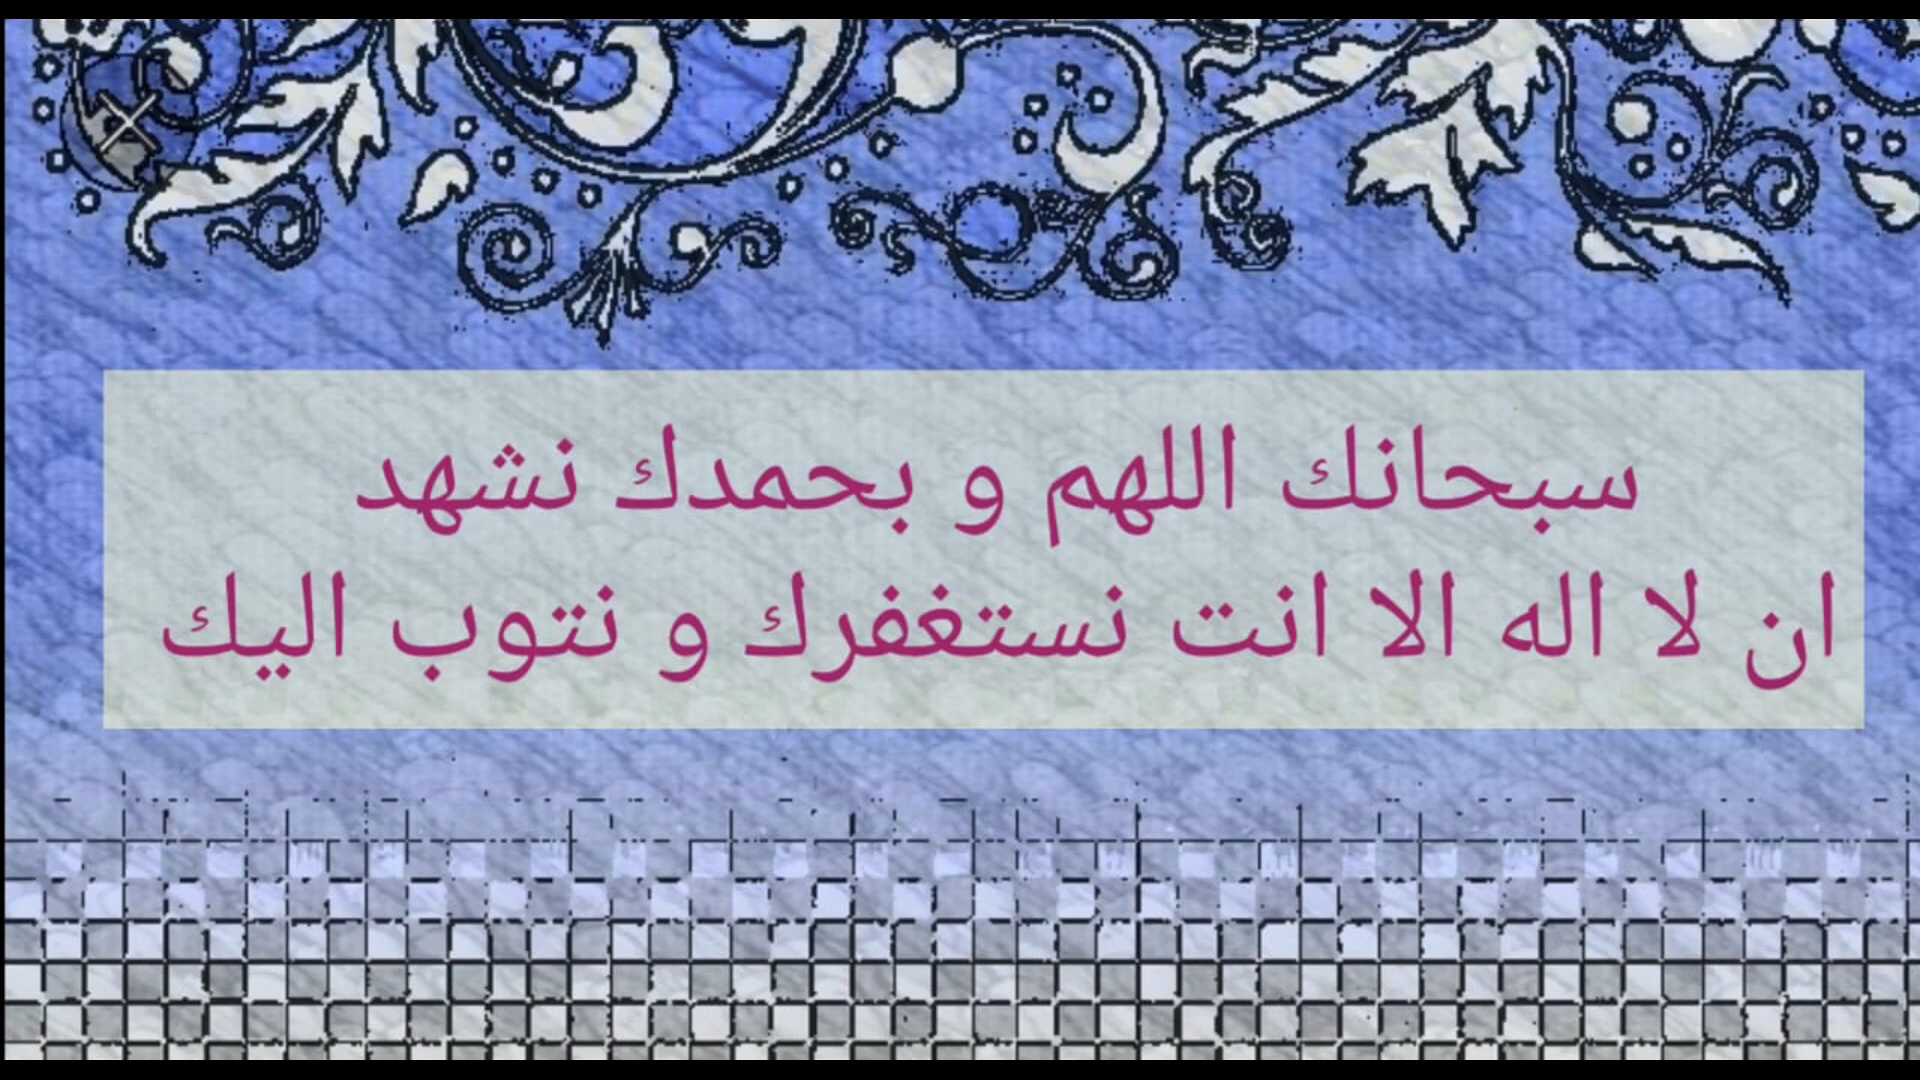 سبحانك اللهم و بحمدك نشهد
ان لا اله الا انت نستغفرك و نتوب اليك